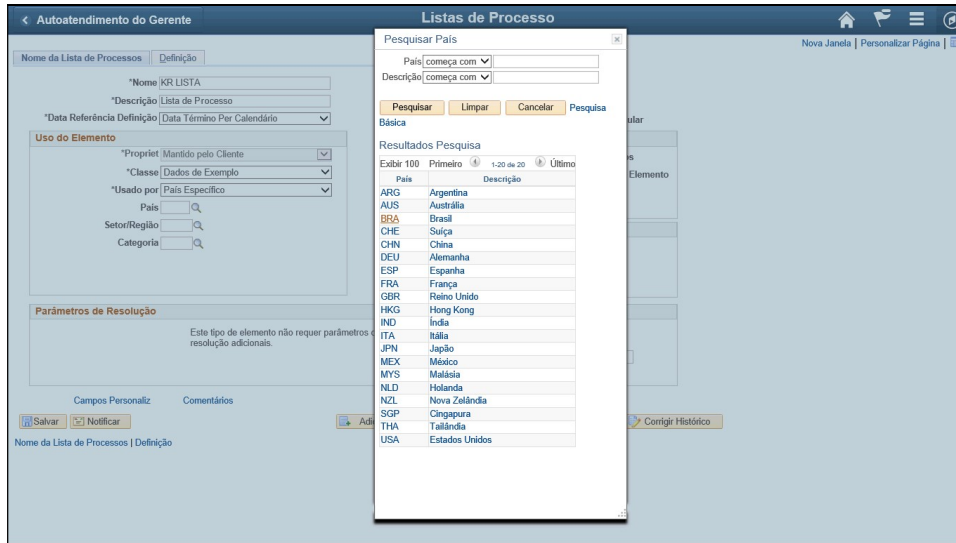 Autoatendimento do Gerente
Listas de Processo
Nova Janela | Personalizar Página |
Nome da Lista de Processos
Definição
*Nome KR LISTA
*Descrição Lista de Processo
*Data Referência Definição Data Término Per Calendário
Uso do Elemento
*Propriet Mantido pelo Cliente
*Classe Dados de Exemplo
*Usado por País Específico
País
Setor/Região
Categoria
Elemento
Parâmetros de Resolução
Este tipo de elemento não requer parâmetros
resolução adicionais.
Campos Personaliz
Comentários
Salvar
Notificar
Corrigir Histórico
Nome da Lista de Processos | Definição
Pesquisar País
País começa com
Descrição começa com
Pesquisar
Limpar
Cancelar
Pesquisa
Básica
Resultados Pesquisa
Exibir 100 Primeiro 1-20 de 20 Último
País Descrição
ARG Argentina
AUS Austrália
BRA Brasil
CHE Suíça
CHN China
DEU Alemanha
ESP Espanha
FRA França
GBR Reino Unido
HKG Hong Kong
IND Índia
ITA Itália
JPN Japão
MEX México
MYS Malásia
NLD Holanda
NZL Nova Zelândia
SGP Cingapura
THA Tailândia
USA Estados Unidos